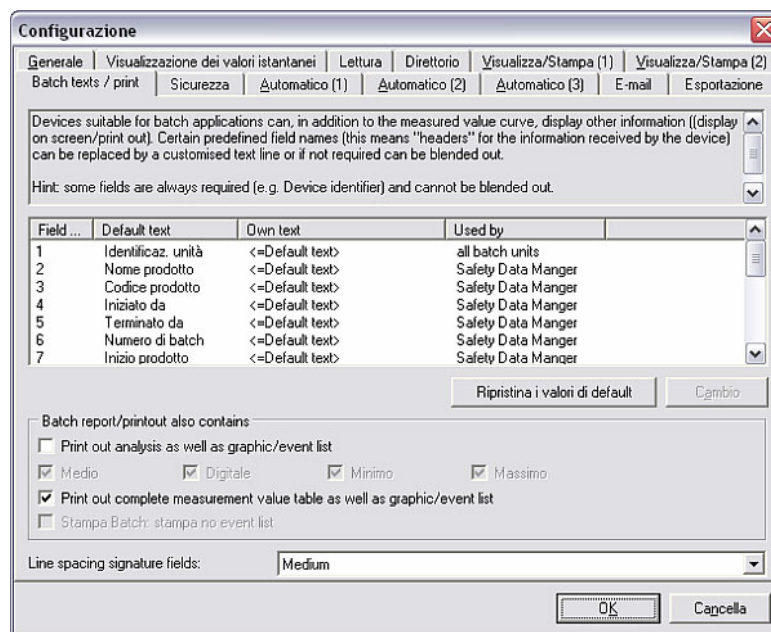 Configurazione
Generale Visualizzazione dei valori istantanei Lettura Direttorio Visualizza/Stampa (1) Visualizza/Stampa (2)
Batch texts / print Sicurezza Automatico (1) Automatico (2) Automatico (3) E-mail Esportazione
Devices suitable for batch applications can, in addition to the measured value curve, display other information ((display
on screen/print out). Certain predefined field names (this means "headers" for the information received by the device)
can be replaced by a customised text line or if not required can be blended out.
Hint: some fields are always required (e.g. Device identifier) and cannot be blended out.
Field ... Default text Own text Used by
1 Identificaz. unità <=Default text> all batch units
2 Nome prodotto <=Default text> Safety Data Manger
3 Codice prodotto <=Default text> Safety Data Manger
4 Iniziato da <=Default text> Safety Data Manger
5 Terminato da <=Default text> Safety Data Manger
6 Numero di batch <=Default text> Safety Data Manger
7 Inizio prodotto <=Default text> Safety Data Manger
Ripristina i valori di default Cambio
Batch report/printout also contains
Print out analysis as well as graphic/event list
Medio Digitale Minimo Massimo
Print out complete measurement value table as well as graphic/event list
Stampa Batch: stampa no event list
Line spacing signature fields: Medium
OK Cancella